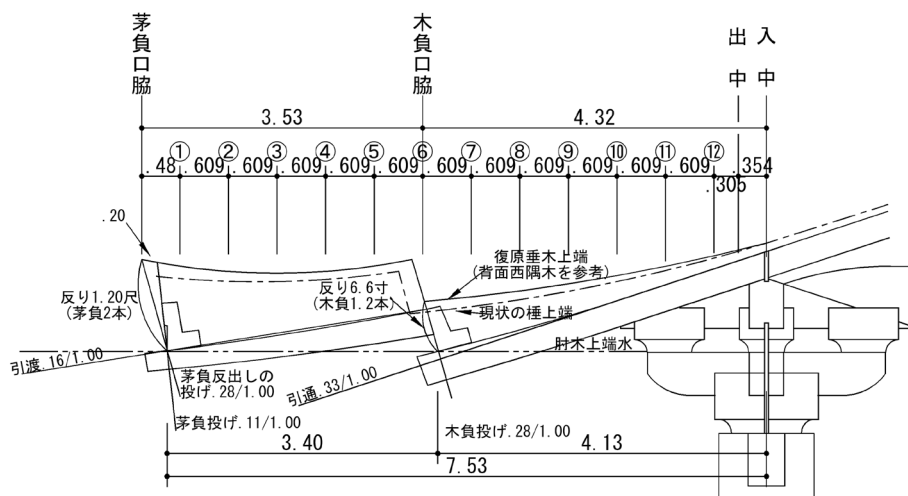 茅負口脇
木負口脇
出中
入中
3.53
4.32
① ② ③ ④ ⑤ ⑥ ⑦ ⑧ ⑨ ⑩ ⑪ ⑫
.48 .609 .609 .609 .609 .609 .609 .609 .609 .609 .609 .609 .354
.305
.20
復原垂木上端
(背面西隅木を参考)
反り1.20尺
(茅負2本)
反り6.6寸
(木負1.2本)
現状の棰上端
肘木上端水
引渡.16/1.00
引通.33/1.00
茅負反出しの
投げ.28/1.00
茅負投げ.11/1.00
木負投げ.28/1.00
3.40
4.13
7.53